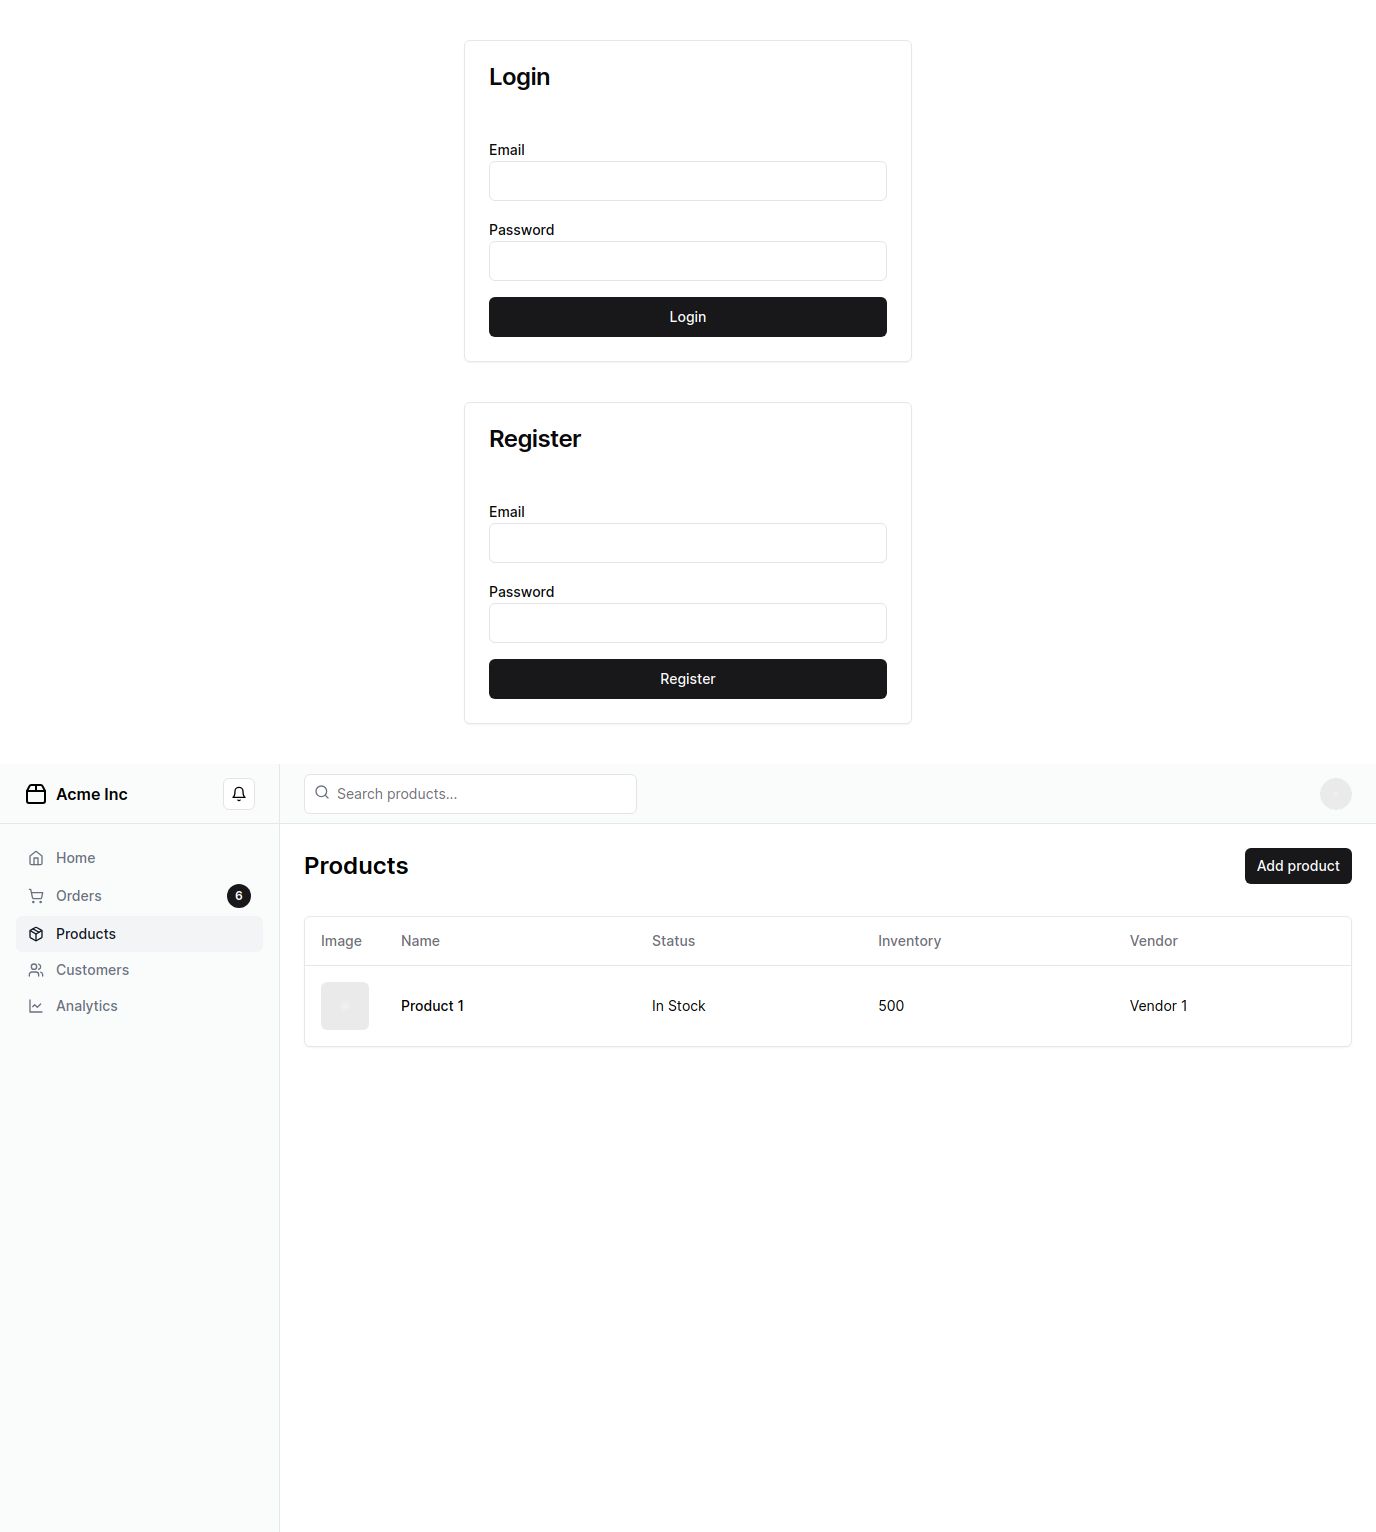 Login
Email
Password
Login
Register
Email
Password
Register
Acme Inc
Search products...
Home
Orders 6
Products
Customers
Analytics
Products
Add product
Image Name Status Inventory Vendor
Product 1 In Stock 500 Vendor 1